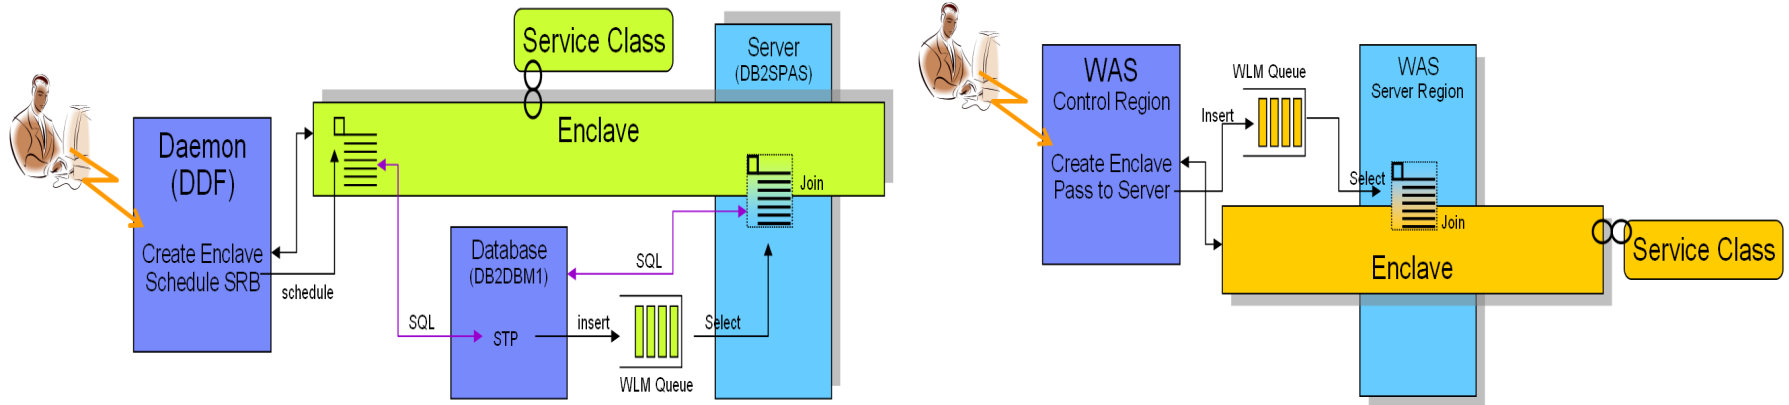 Service Class
Server
(DB2SPAS)
Enclave
Daemon
(DDF)
Join
Create Enclave
Schedule SRB
schedule
Database
(DB2DBM1)
SQL
SQL
STP
insert
Select
WLM Queue
WAS
Control Region
WLM Queue
WAS
Server Region
Insert
Create Enclave
Pass to Server
Select
Join
Enclave
Service Class